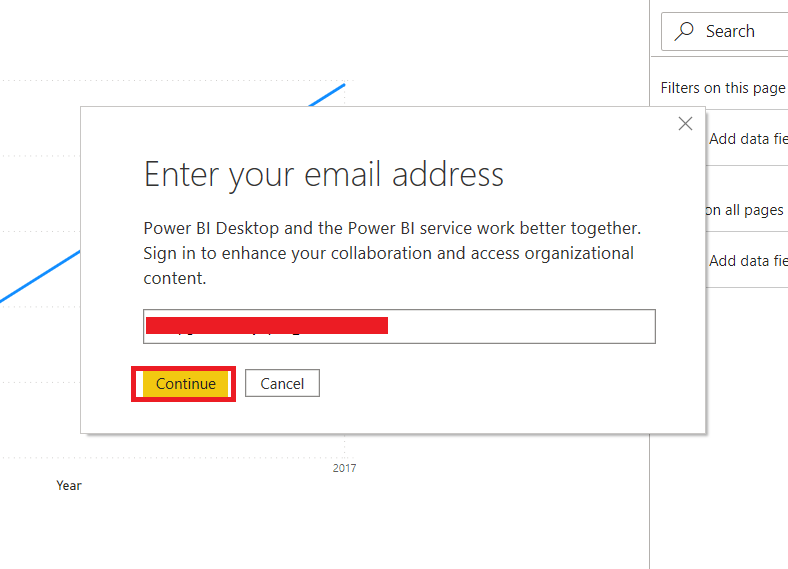 Search
Filters on this page
Add data fie
on all pages
Add data fie
Enter your email address
Power BI Desktop and the Power BI service work better together.
Sign in to enhance your collaboration and access organizational
content.
Continue
Cancel
2017
Year